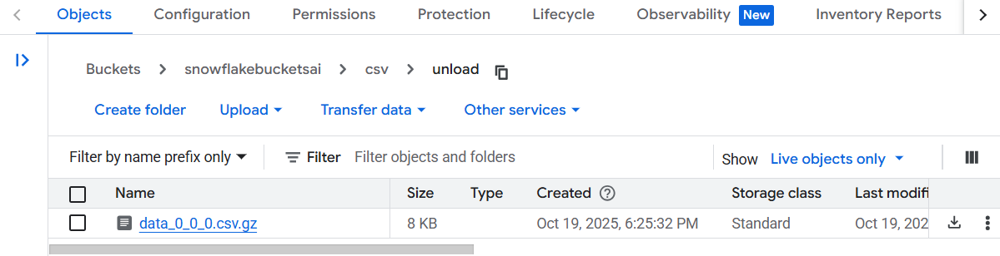 Objects Configuration Permissions Protection Lifecycle Observability New Inventory Reports
Buckets snowflakebucketsai csv unload
Create folder Upload Transfer data Other services
Filter by name prefix only Filter Filter objects and folders Show Live objects only
Name Size Type Created Storage class Last modifi
data_0_0_0.csv.gz 8 KB Oct 19, 2025, 6:25:32 PM Standard Oct 19, 202